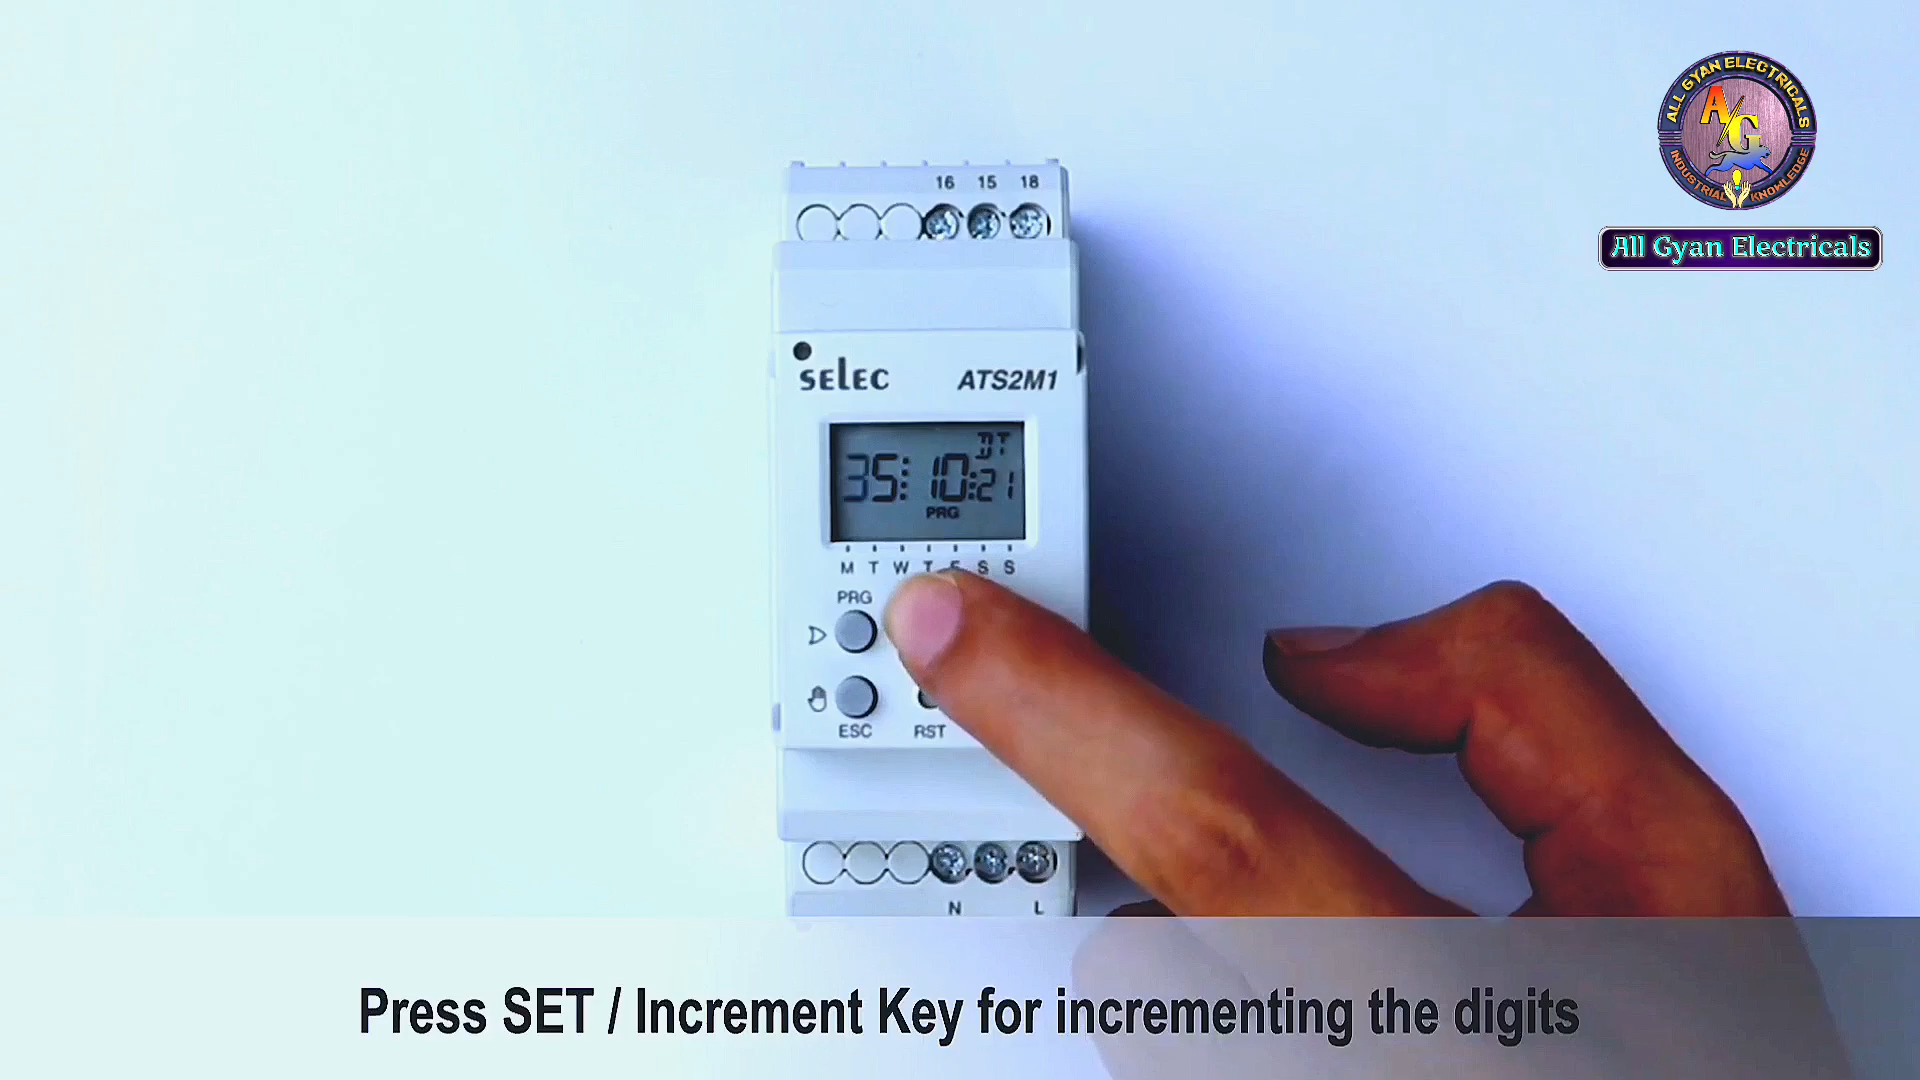 ALL GYAN ELECTRICALS
A/G
INDUSTRIAL KNOWLEDGE
All Gyan Electricals
16 15 18
SELEC ATS2M1
DT
35: 10:21
PRG
M T W T F S S
PRG
ESC RST
N L
Press SET / Increment Key for incrementing the digits